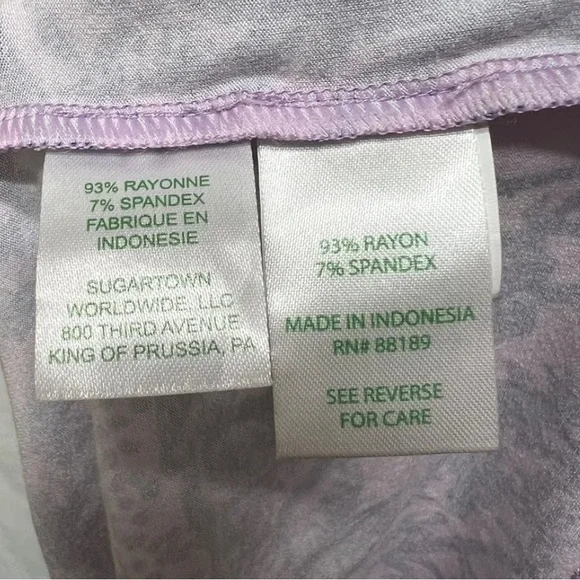 93% RAYONNE
7% SPANDEX
FABRIQUE EN
INDONESIE
SUGARTOWN
WORLDWIDE, LLC
800 THIRD AVENUE
KING OF PRUSSIA, PA
93% RAYON
7% SPANDEX
MADE IN INDONESIA
RN# 88189
SEE REVERSE
FOR CARE